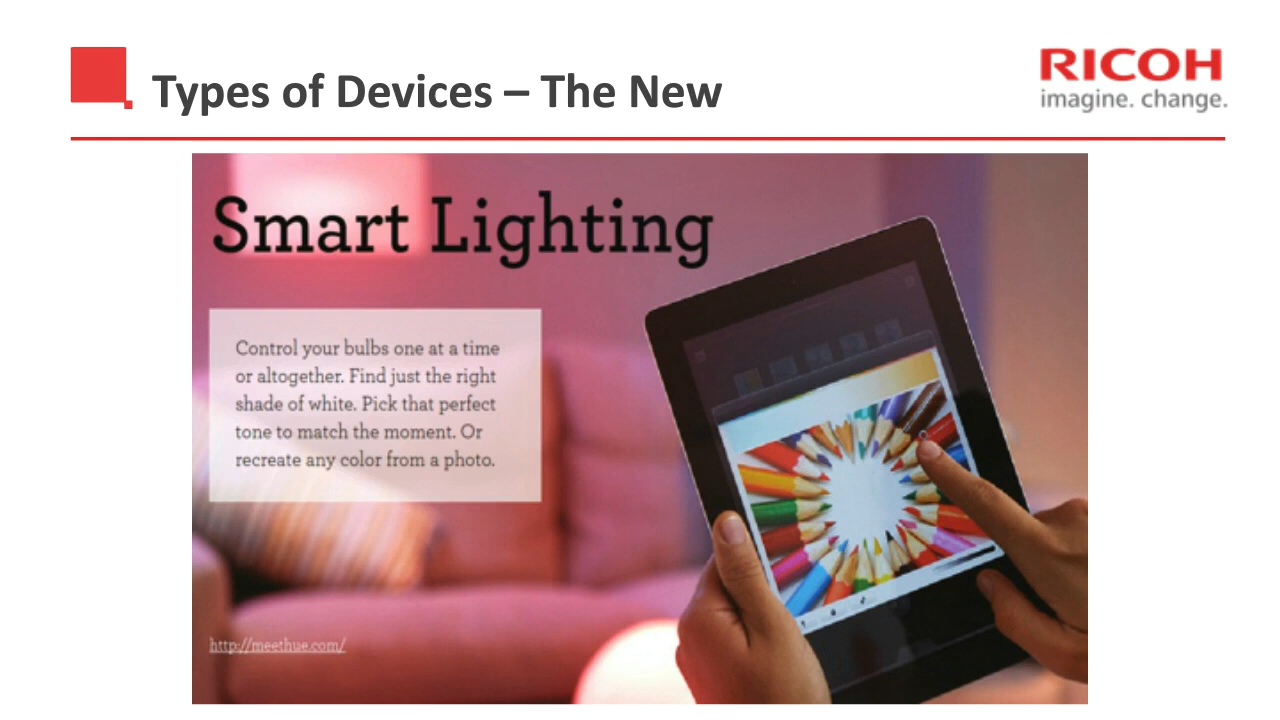 Types of Devices – The New
RICOH
imagine. change.
Smart Lighting
Control your bulbs one at a time
or altogether. Find just the right
shade of white. Pick that perfect
tone to match the moment. Or
recreate any color from a photo.
http://meethue.com/